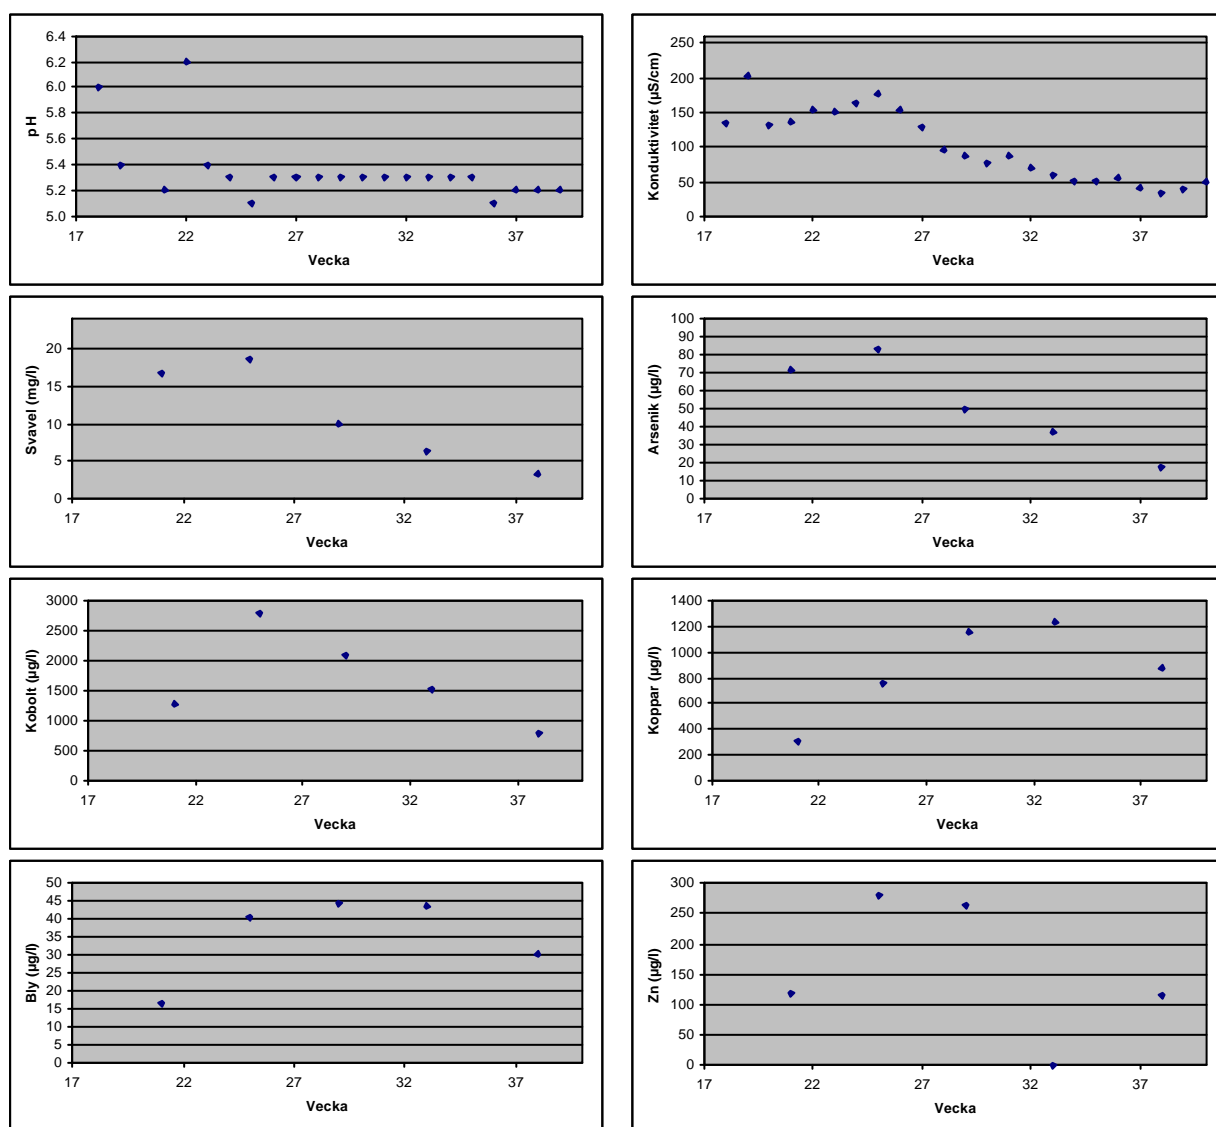 6.4
6.2
6.0
5.8
5.6
5.4
5.2
5.0
pH
17 22 27 32 37
Vecka
250
200
150
100
50
0
Konduktivitet (µS/cm)
17 22 27 32 37
Vecka
20
15
10
5
0
Svavel (mg/l)
17 22 27 32 37
Vecka
100
90
80
70
60
50
40
30
20
10
0
Arsenik (µg/l)
17 22 27 32 37
Vecka
3000
2500
2000
1500
1000
500
0
Kobolt (µg/l)
17 22 27 32 37
Vecka
1400
1200
1000
800
600
400
200
0
Koppar (µg/l)
17 22 27 32 37
Vecka
50
45
40
35
30
25
20
15
10
5
0
Bly (µg/l)
17 22 27 32 37
Vecka
300
250
200
150
100
50
0
Zn (µg/l)
17 22 27 32 37
Vecka